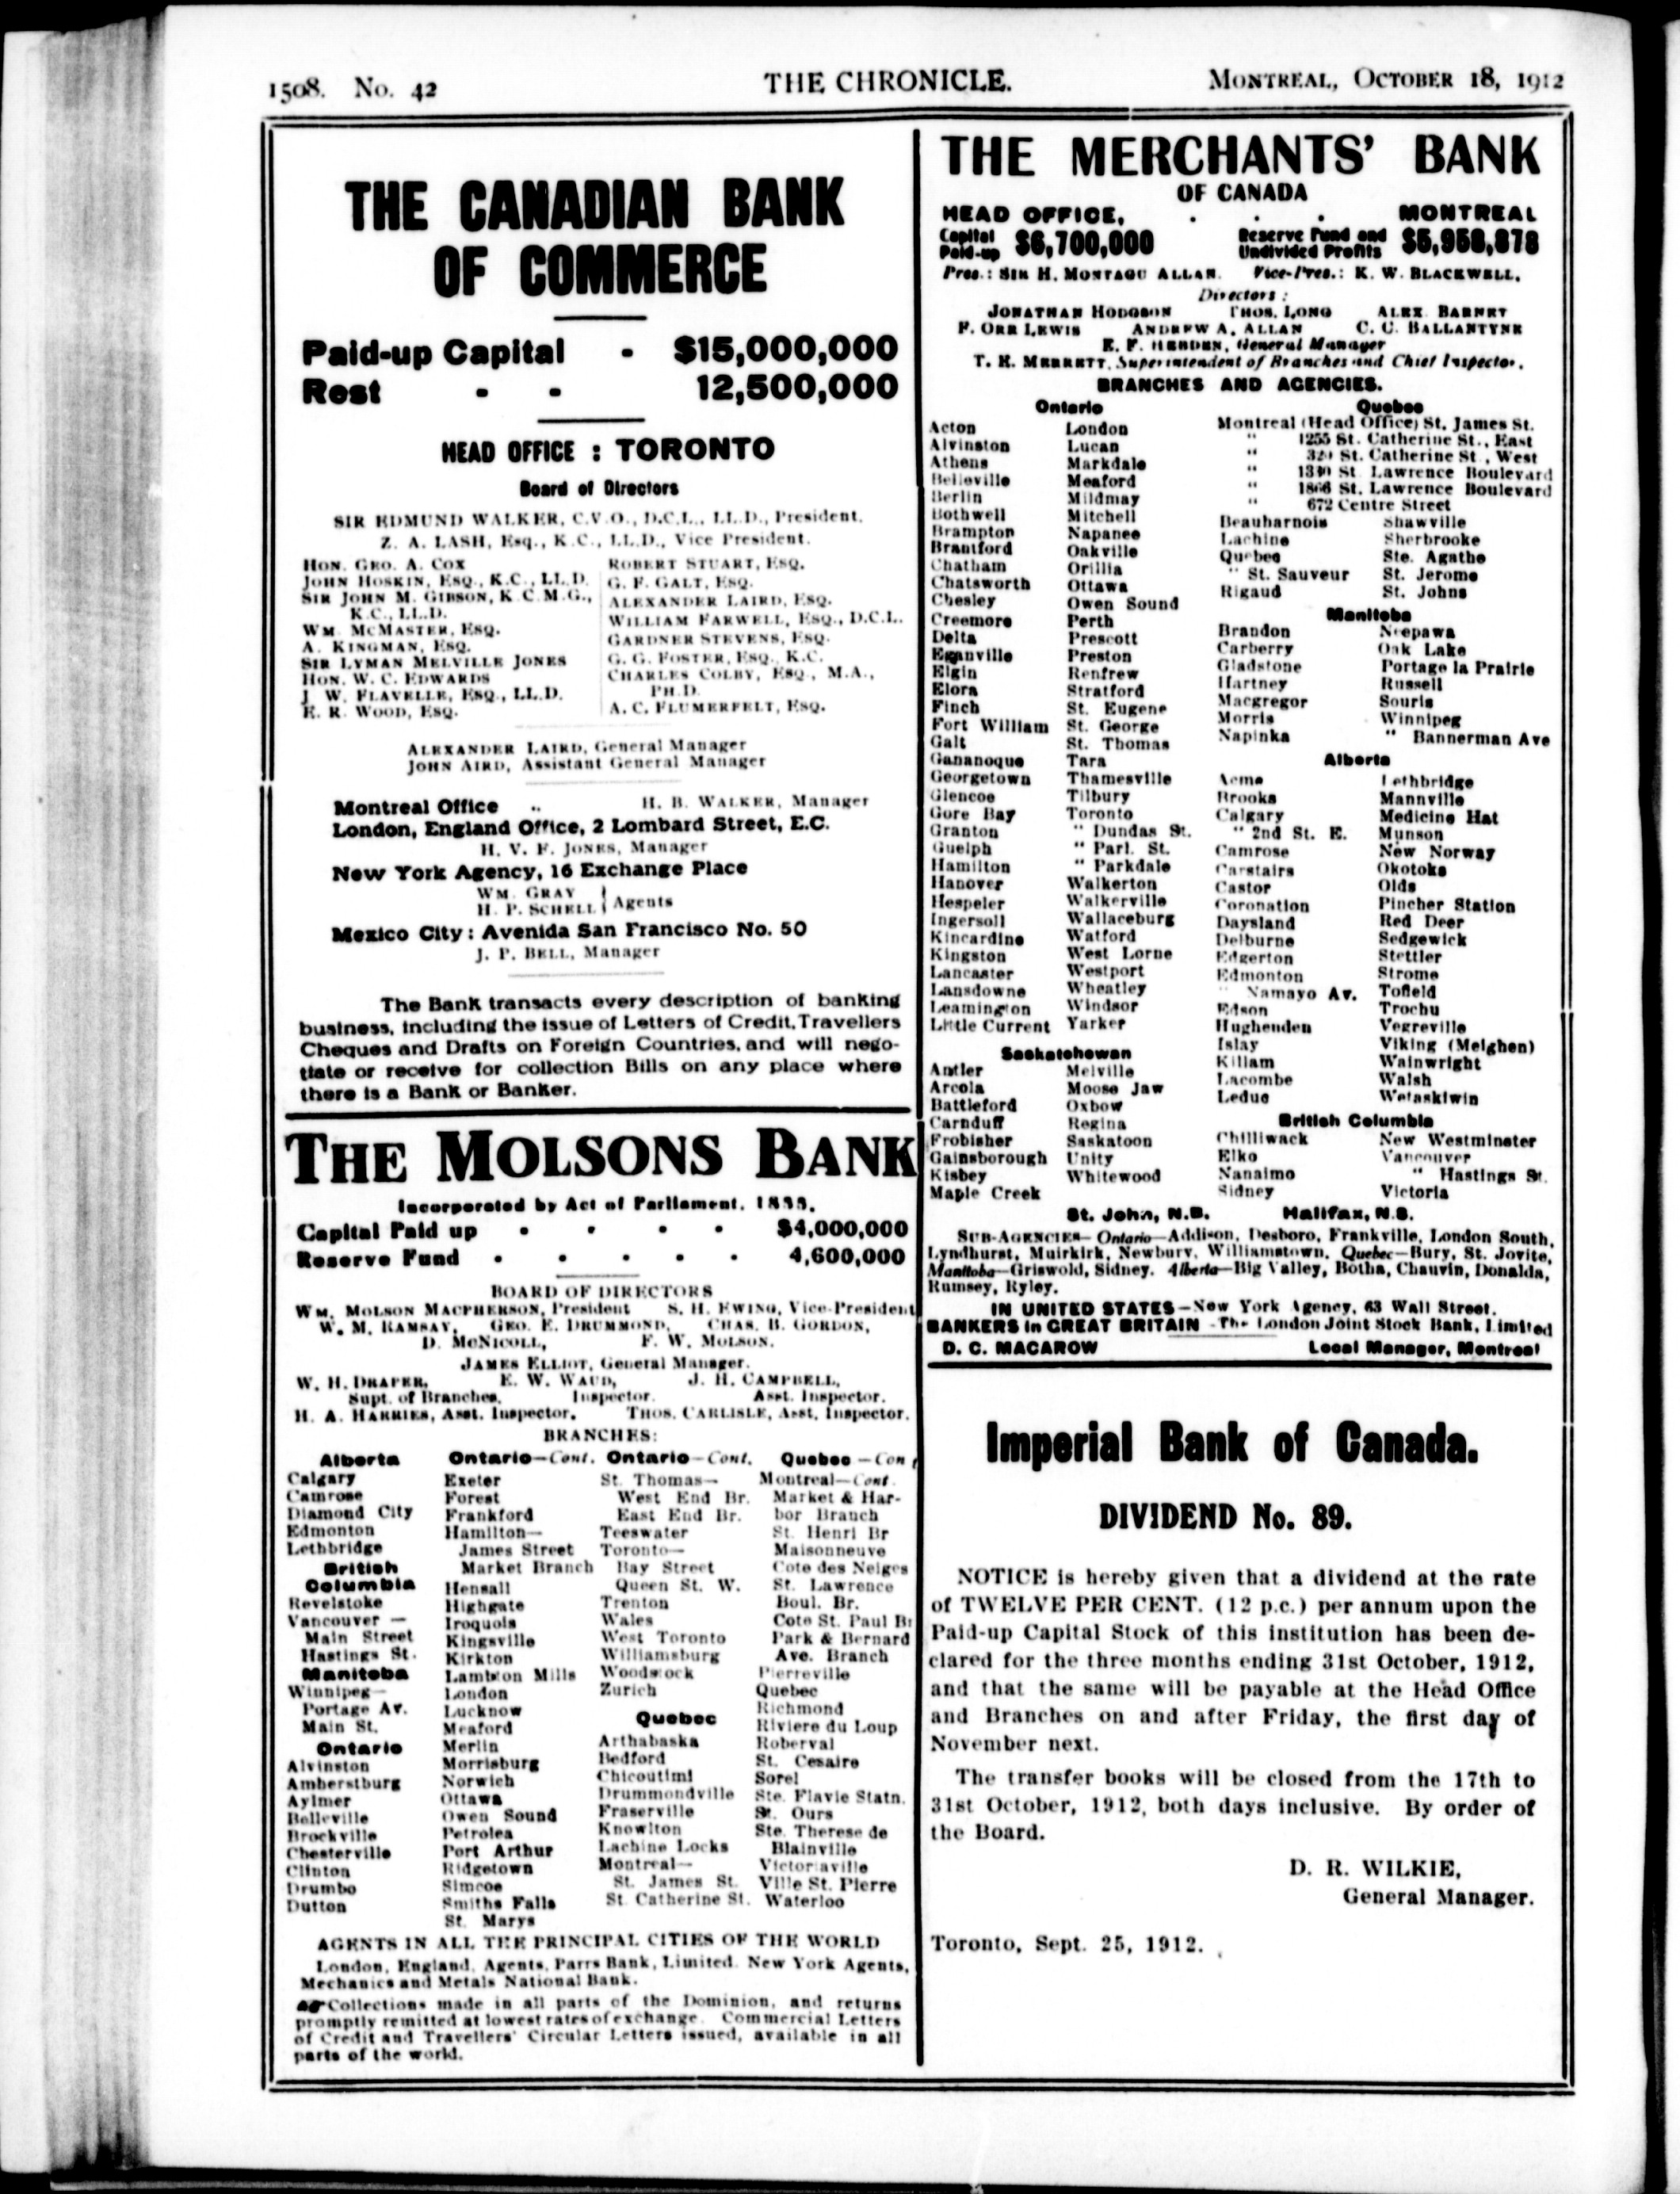 1508. No. 42 THE CHRONICLE. MONTREAL, OCTOBER 18, 1912
THE CANADIAN BANK
OF COMMERCE
Paid-up Capital - $15,000,000
Rest - - 12,500,000
HEAD OFFICE : TORONTO
Board of Directors
SIR EDMUND WALKER, C.V.O., D.C.L., LL.D., President.
Z. A. LASH, Esq., K.C., LL.D., Vice President.
HON. GEO. A. COX
JOHN HOSKIN, ESQ., K.C., LL.D.
SIR JOHN M. GIBSON, K.C.M.G.,
K.C., LL.D.
WM. MCMASTER, ESQ.
A. KINGMAN, ESQ.
SIR LYMAN MELVILLE JONES
HON. W. C. EDWARDS
J. W. FLAVELLE, ESQ., LL.D.
E. R. WOOD, ESQ.
ROBERT STUART, ESQ.
G. F. GALT, ESQ.
ALEXANDER LAIRD, ESQ.
WILLIAM FARWELL, ESQ., D.C.L.
GARDNER STEVENS, ESQ.
G. G. FOSTER, ESQ., K.C.
CHARLES COLBY, ESQ., M.A.,
PH.D.
A. C. FLUMERFELT, ESQ.
ALEXANDER LAIRD, General Manager
JOHN AIRD, Assistant General Manager
Montreal Office .. H. B. WALKER, Manager
London, England Office, 2 Lombard Street, E.C.
H. V. F. JONES, Manager
New York Agency, 16 Exchange Place
WM. GRAY
H. P. SCHELL } Agents
Mexico City: Avenida San Francisco No. 50
J. P. BELL, Manager
The Bank transacts every description of banking
business, including the issue of Letters of Credit, Travellers
Cheques and Drafts on Foreign Countries, and will nego-
tiate or receive for collection Bills on any place where
there is a Bank or Banker.
THE MOLSONS BANK
Incorporated by Act of Parliament, 1855.
Capital Paid up $4,000,000
Reserve Fund 4,600,000
BOARD OF DIRECTORS
WM. MOLSON MACPHERSON, President S. H. EWING, Vice-President
W. M. RAMSAY, GEO. E. DRUMMOND, CHAS. B. GORDON,
D. MCNICOLL, F. W. MOLSON.
JAMES ELLIOT, General Manager.
W. H. DRAPER, E. W. WAUD, J. H. CAMPBELL,
Supt. of Branches. Inspector. Asst. Inspector.
H. A. HARRIES, Asst. Inspector. THOS. CARLISLE, Asst. Inspector.
BRANCHES:
Alberta
Calgary
Camrose
Diamond City
Edmonton
Lethbridge
British
Columbia
Revelstoke
Vancouver —
Main Street
Hastings St.
Manitoba
Winnipeg—
Portage Av.
Main St.
Ontario
Alvinston
Amherstburg
Aylmer
Belleville
Brockville
Chesterville
Clinton
Drumbo
Dutton
Ontario—Cont.
Exeter
Forest
Frankford
Hamilton—
James Street
Market Branch
Hensall
Highgate
Iroquois
Kingsville
Kirkton
Lambton Mills
London
Lucknow
Meaford
Merlin
Morrisburg
Norwich
Ottawa
Owen Sound
Petrolea
Port Arthur
Ridgetown
Simcoe
Smiths Falls
St. Marys
Ontario—Cont.
St. Thomas—
West End Br.
East End Br.
Teeswater
Toronto—
Bay Street
Queen St. W.
Trenton
Wales
West Toronto
Williamsburg
Woodstock
Zurich
Quebec
Arthabaska
Bedford
Chicoutimi
Drummondville
Fraserville
Knowlton
Lachine Locks
Montreal—
St. James St.
St. Catherine St.
Quebec—Cont
Montreal—Cont.
Market & Har-
bor Branch
St. Henri Br
Maisonneuve
Cote des Neiges
St. Lawrence
Boul. Br.
Cote St. Paul Br
Park & Bernard
Ave. Branch
Pierreville
Quebec
Richmond
Riviere du Loup
Roberval
St. Cesaire
Sorel
Ste. Flavie Statn.
St. Ours
Ste. Therese de
Blainville
Victoriaville
Ville St. Pierre
Waterloo
AGENTS IN ALL THE PRINCIPAL CITIES OF THE WORLD
London, England, Agents, Parrs Bank, Limited. New York Agents,
Mechanics and Metals National Bank.
Collections made in all parts of the Dominion, and returns
promptly remitted at lowest rates of exchange. Commercial Letters
of Credit and Travellers' Circular Letters issued, available in all
parts of the world.
THE MERCHANTS' BANK
OF CANADA
HEAD OFFICE, . . . MONTREAL
Capital Paid-up $6,700,000 Reserve Fund and Undivided Profits $5,958,878
Pres.: SIR H. MONTAGU ALLAN. Vice-Pres.: K. W. BLACKWELL.
Directors:
JONATHAN HODGSON THOS. LONG ALEX. BARNET
F. ORR LEWIS ANDREW A. ALLAN C. C. BALLANTYNE
E. F. HEBDEN, General Manager
T. E. MERRETT, Superintendent of Branches and Chief Inspector.
BRANCHES AND AGENCIES.
Ontario
Acton
Alvinston
Athens
Belleville
Berlin
Bothwell
Brampton
Brantford
Chatham
Chatsworth
Chesley
Creemore
Delta
Eganville
Elgin
Elora
Finch
Fort William
Galt
Gananoque
Georgetown
Glencoe
Gore Bay
Granton
Guelph
Hamilton
Hanover
Hespeler
Ingersoll
Kincardine
Kingston
Lancaster
Lansdowne
Leamington
Little Current
London
Lucan
Markdale
Meaford
Mildmay
Mitchell
Napanee
Oakville
Orillia
Ottawa
Owen Sound
Perth
Prescott
Preston
Renfrew
Stratford
St. Eugene
St. George
St. Thomas
Tara
Thamesville
Tilbury
Toronto
" Dundas St.
" Parl. St.
" Parkdale
Walkerton
Walkerville
Wallaceburg
Watford
West Lorne
Westport
Wheatley
Windsor
Yarker
Saskatchewan
Antler
Arcola
Battleford
Carnduff
Frobisher
Gainsborough
Kisbey
Maple Creek
Melville
Moose Jaw
Oxbow
Regina
Saskatoon
Unity
Whitewood
Quebec
Montreal (Head Office) St. James St.
" 1255 St. Catherine St., East
" 320 St. Catherine St., West
" 1340 St. Lawrence Boulevard
" 1866 St. Lawrence Boulevard
" 672 Centre Street
Beauharnois
Lachine
Quebec
" St. Sauveur
Rigaud
Shawville
Sherbrooke
Ste. Agathe
St. Jerome
St. Johns
Manitoba
Brandon
Carberry
Gladstone
Hartney
Macgregor
Morris
Napinka
Neepawa
Oak Lake
Portage la Prairie
Russell
Souris
Winnipeg
" Bannerman Ave
Alberta
Acme
Brooks
Calgary
" 2nd St. E.
Camrose
Carstairs
Castor
Coronation
Daysland
Delburne
Edgerton
Edmonton
" Namayo Av.
Edson
Hughenden
Islay
Killam
Lacombe
Leduc
Lethbridge
Mannville
Medicine Hat
Munson
New Norway
Okotoks
Olds
Pincher Station
Red Deer
Sedgewick
Stettler
Strome
Tofield
Trochu
Vegreville
Viking (Meighen)
Wainwright
Walsh
Wetaskiwin
British Columbia
Chilliwack
Elko
Nanaimo
Sidney
New Westminster
Vancouver
" Hastings St.
Victoria
St. John, N.B. Halifax, N.S.
SUB-AGENCIES—Ontario—Addison, Desboro, Frankville, London South,
Lyndhurst, Muirkirk, Newbury, Williamstown. Quebec—Bury, St. Jovite,
Manitoba—Griswold, Sidney. Alberta—Big Valley, Botha, Chauvin, Donalda,
Rumsey, Ryley.
IN UNITED STATES—New York Agency, 63 Wall Street.
BANKERS in GREAT BRITAIN—The London Joint Stock Bank, Limited
D. C. MACAROW Local Manager, Montreal
Imperial Bank of Canada.
DIVIDEND No. 89.
NOTICE is hereby given that a dividend at the rate
of TWELVE PER CENT. (12 p.c.) per annum upon the
Paid-up Capital Stock of this institution has been de-
clared for the three months ending 31st October, 1912,
and that the same will be payable at the Head Office
and Branches on and after Friday, the first day of
November next.
The transfer books will be closed from the 17th to
31st October, 1912, both days inclusive. By order of
the Board.
D. R. WILKIE,
General Manager.
Toronto, Sept. 25, 1912.